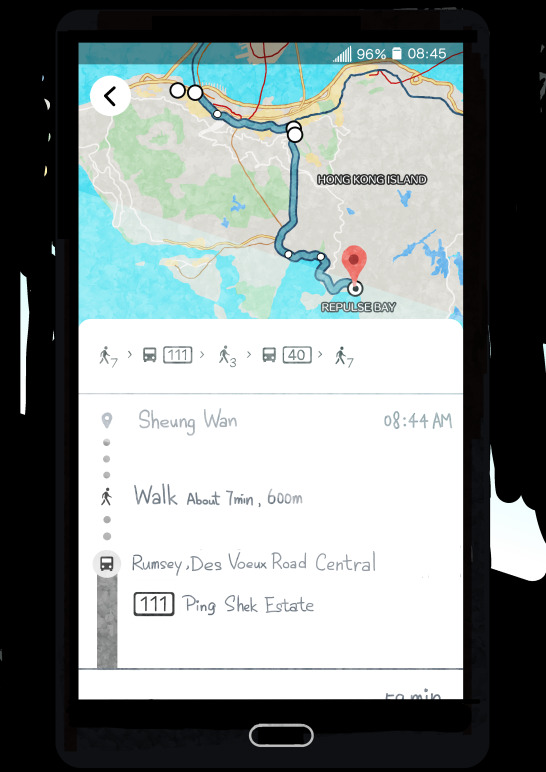 96% 08:45
HONG KONG ISLAND
REPULSE BAY
7 > 111 > 3 > 40 > 7
Sheung Wan 08:44 AM
Walk About 7min, 600m
Rumsey, Des Voeux Road Central
111 Ping Shek Estate
min